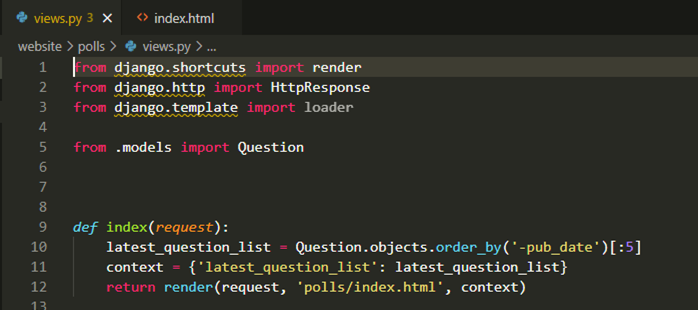 views.py 3 × <> index.html
website > polls > views.py > ...
1 from django.shortcuts import render
2 from django.http import HttpResponse
3 from django.template import loader
4
5 from .models import Question
6
7
8
9 def index(request):
10     latest_question_list = Question.objects.order_by('-pub_date')[:5]
11     context = {'latest_question_list': latest_question_list}
12     return render(request, 'polls/index.html', context)
13